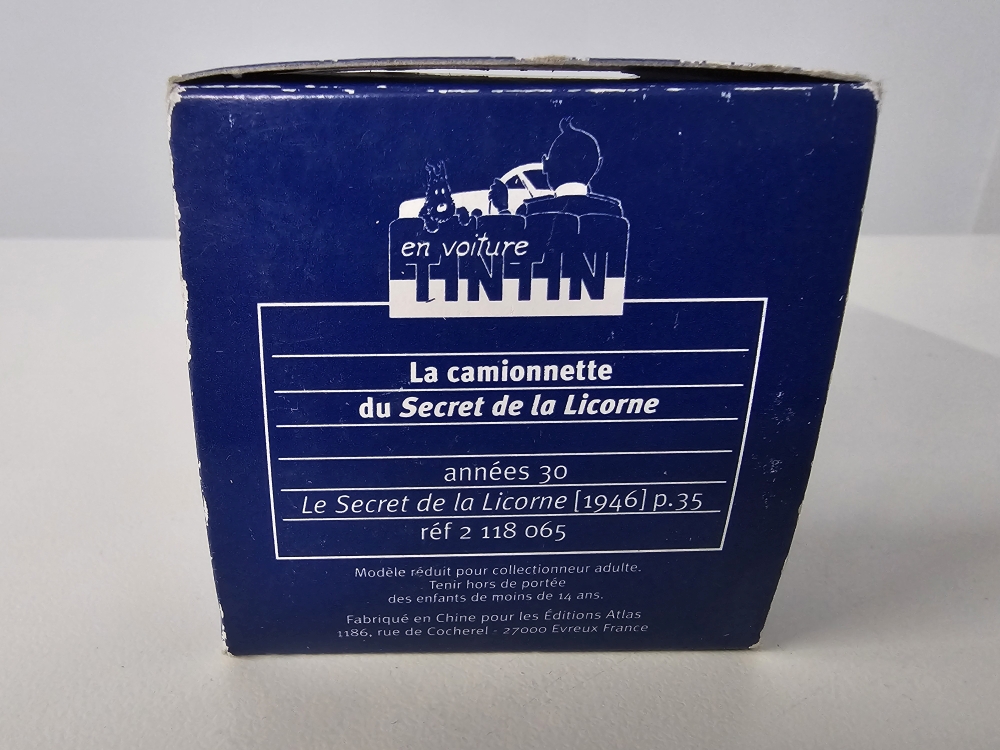 en voiture
TINTIN
La camionnette
du Secret de la Licorne
années 30
Le Secret de la Licorne [1946] p.35
réf 2 118 065
Modèle réduit pour collectionneur adulte.
Tenir hors de portée
des enfants de moins de 14 ans.
Fabriqué en Chine pour les Éditions Atlas
1186, rue de Cocherel - 27000 Evreux France